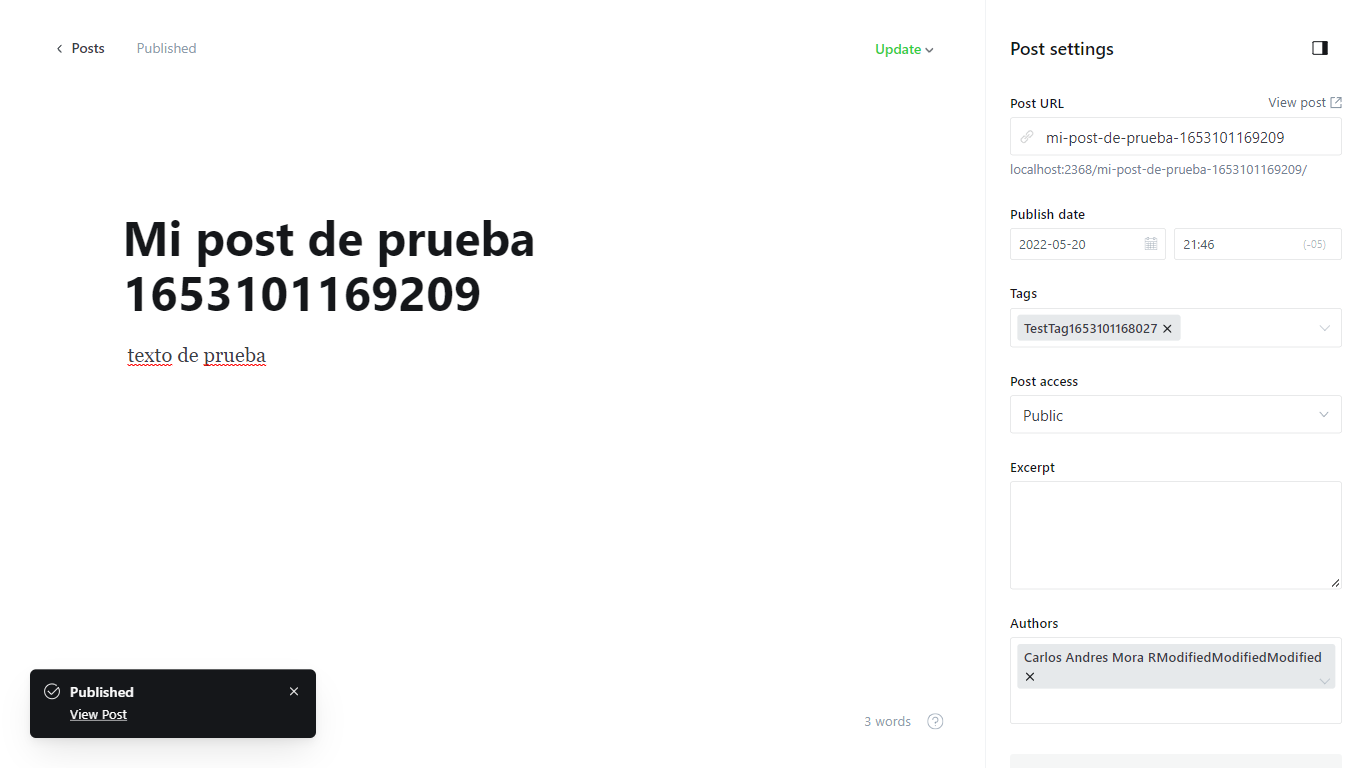 Posts
Published
Update
Mi post de prueba
1653101169209
texto de prueba
Published
View Post
3 words
?
Post settings
Post URL
View post
mi-post-de-prueba-1653101169209
localhost:2368/mi-post-de-prueba-1653101169209/
Publish date
2022-05-20
21:46
(-05)
Tags
TestTag1653101168027
Post access
Public
Excerpt
Authors
Carlos Andres Mora RModifiedModifiedModified